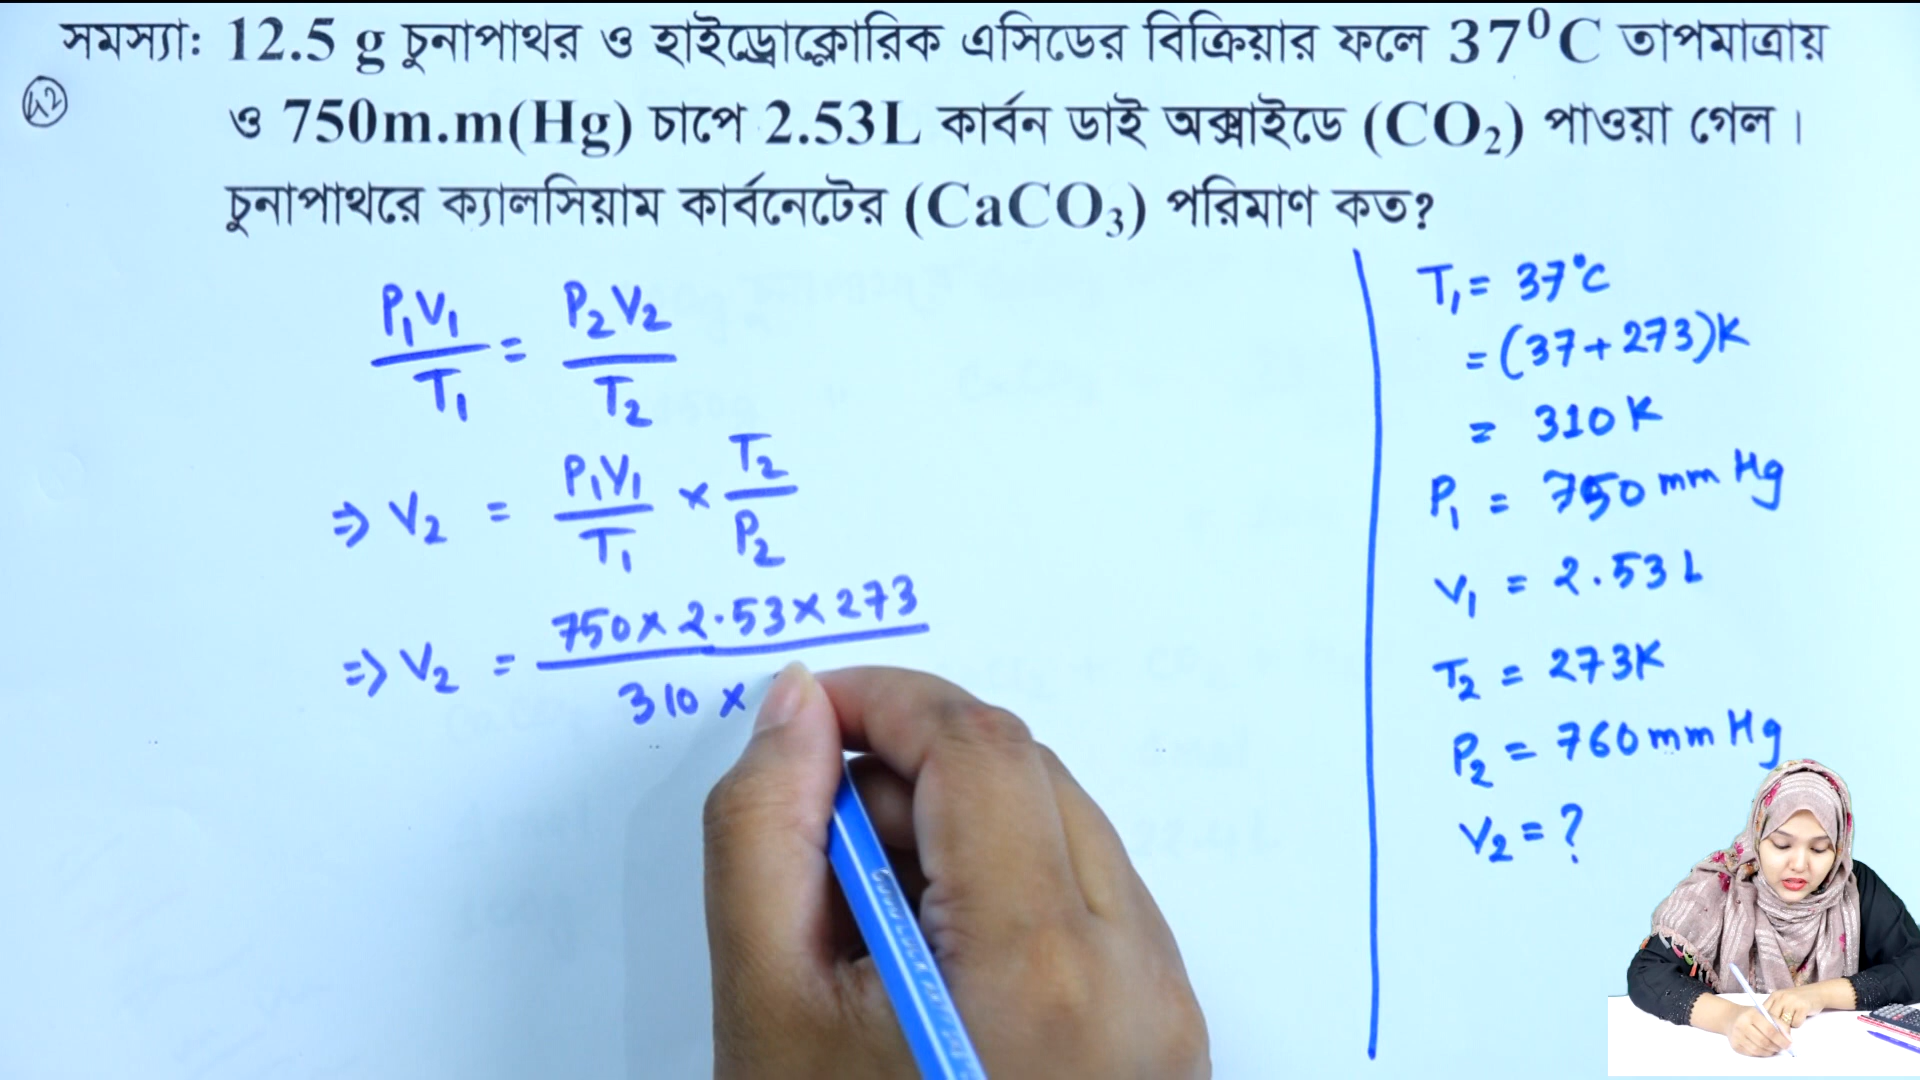 সমস্যা: 12.5 g চুনাপাথর ও হাইড্রোক্লোরিক এসিডের বিক্রিয়ার ফলে 37⁰C তাপমাত্রায়
42
ও 750m.m(Hg) চাপে 2.53L কার্বন ডাই অক্সাইডে (CO₂) পাওয়া গেল।
চুনাপাথরে ক্যালসিয়াম কার্বনেটের (CaCO₃) পরিমাণ কত?
P₁V₁/T₁ = P₂V₂/T₂
⇒ V₂ = P₁V₁/T₁ × T₂/P₂
⇒ V₂ = 750×2.53×273/310×
T₁ = 37°C
= (37+273)K
= 310K
P₁ = 750 mm Hg
V₁ = 2.53 L
T₂ = 273K
P₂ = 760 mm Hg
V₂ = ?